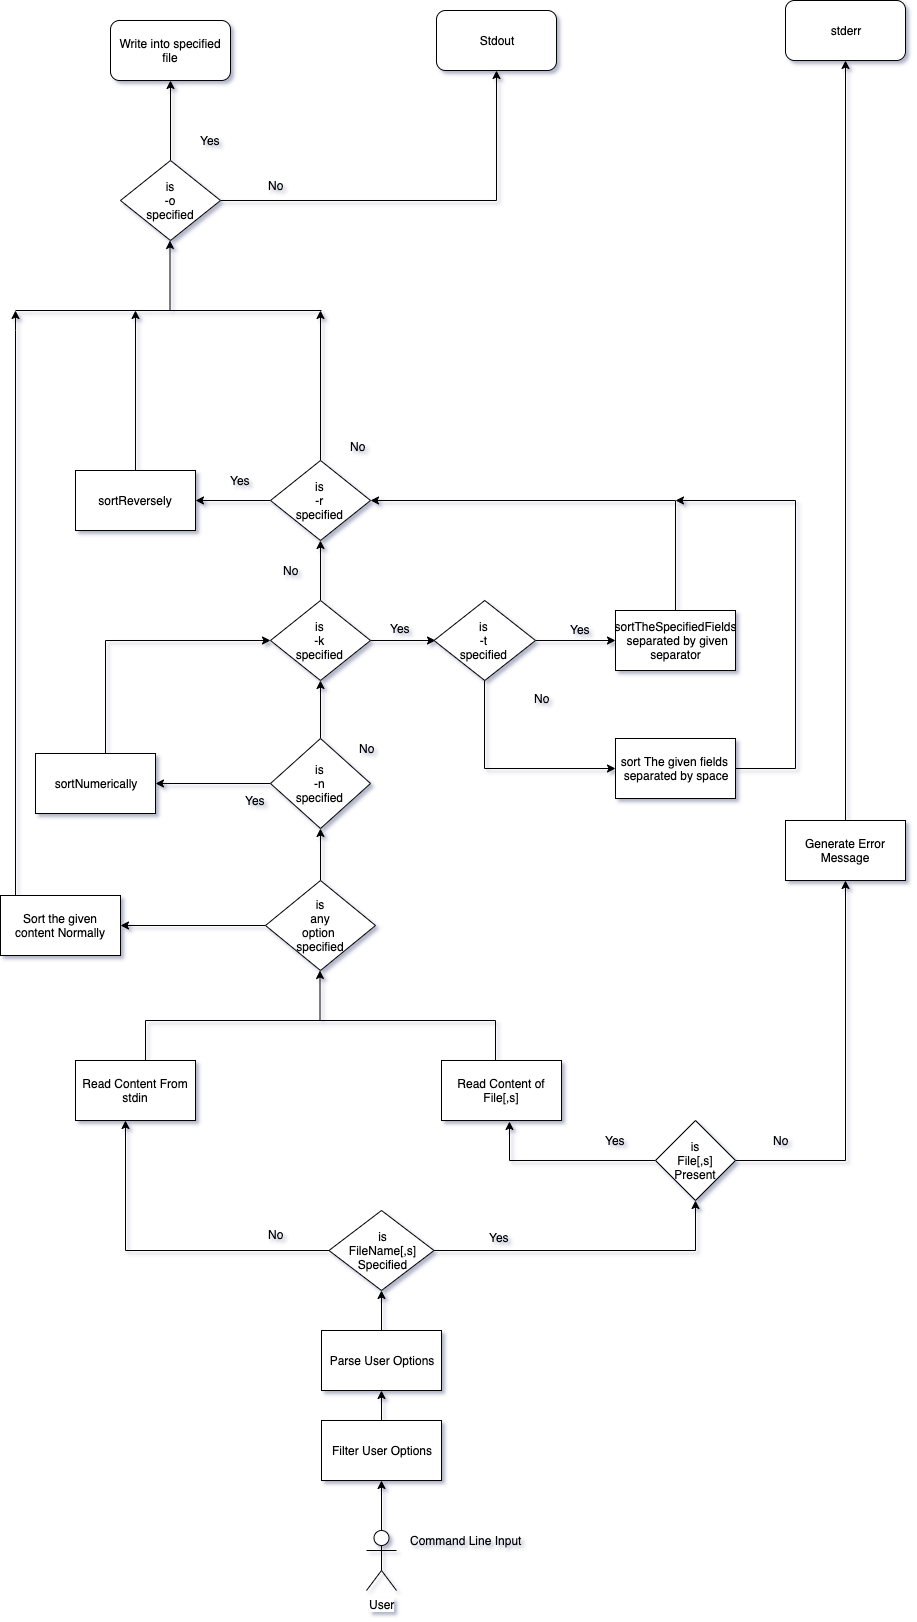 Write into specified
file
Stdout
stderr
Yes
is
-o
specified
No
No
is
-r
specified
Yes
sortReversely
No
is
-k
specified
Yes
is
-t
specified
Yes
sortTheSpecifiedFields
separated by given
separator
No
sort The given fields
separated by space
No
is
-n
specified
Yes
sortNumerically
Generate Error
Message
is
any
option
specified
Sort the given
content Normally
Read Content From
stdin
Read Content of
File[,s]
Yes
is
File[,s]
Present
No
No
is
FileName[,s]
Specified
Yes
Parse User Options
Filter User Options
Command Line Input
User